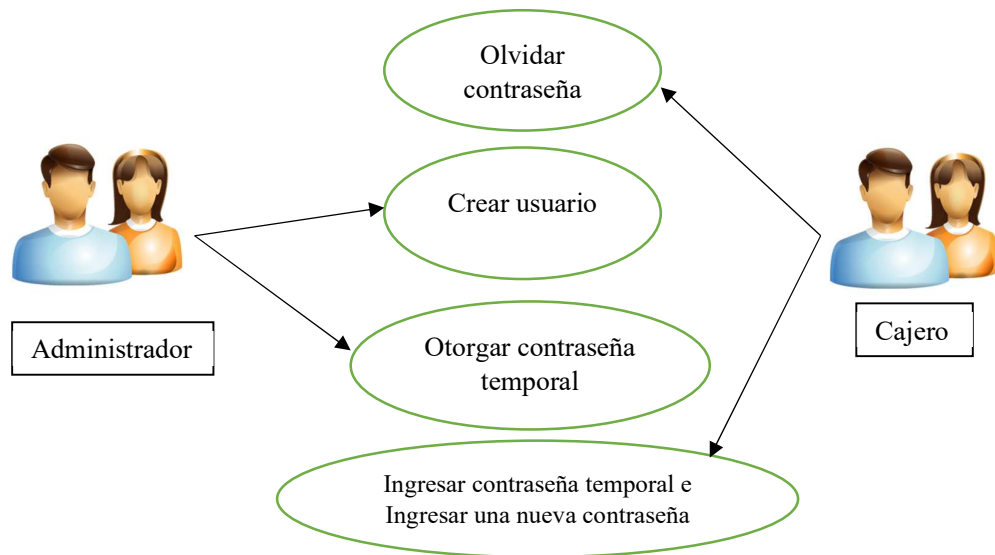 Olvidar
contraseña
Crear usuario
Administrador
Cajero
Otorgar contraseña
temporal
Ingresar contraseña temporal e
Ingresar una nueva contraseña